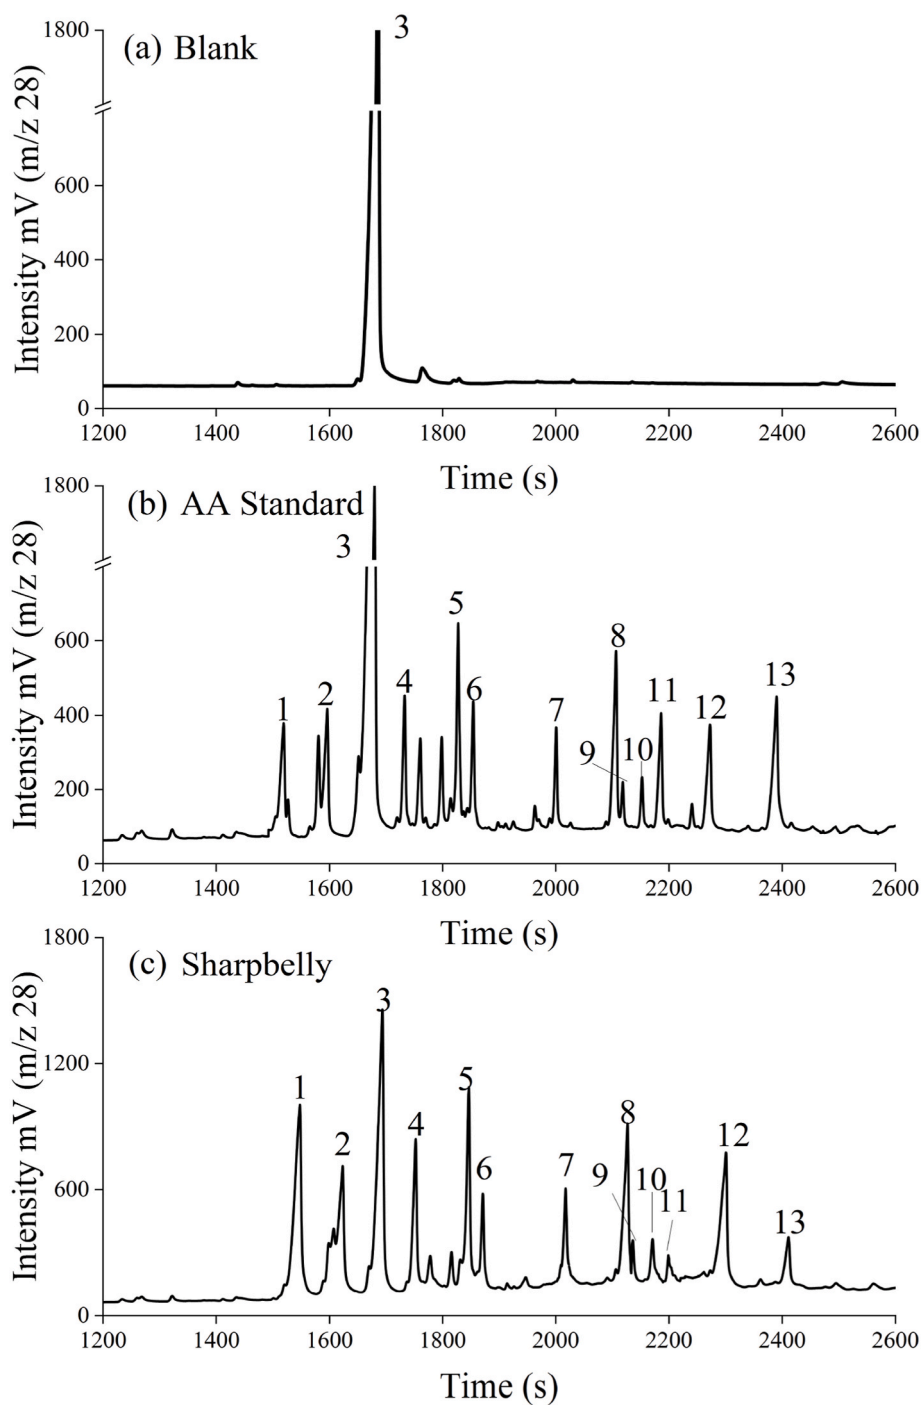 1800
3
(a) Blank
Intensity mV (m/z 28)
600
400
200
0
1200 1400 1600 1800 2000 2200 2400 2600
Time (s)
1800
(b) AA Standard
3
Intensity mV (m/z 28)
600
400
200
0
1 2 4 5 6 7 8 9 10 11 12 13
1200 1400 1600 1800 2000 2200 2400 2600
Time (s)
1800
(c) Sharpbelly
Intensity mV (m/z 28)
1200
600
0
1 2 3 4 5 6 7 8 9 10 11 12 13
1200 1400 1600 1800 2000 2200 2400 2600
Time (s)